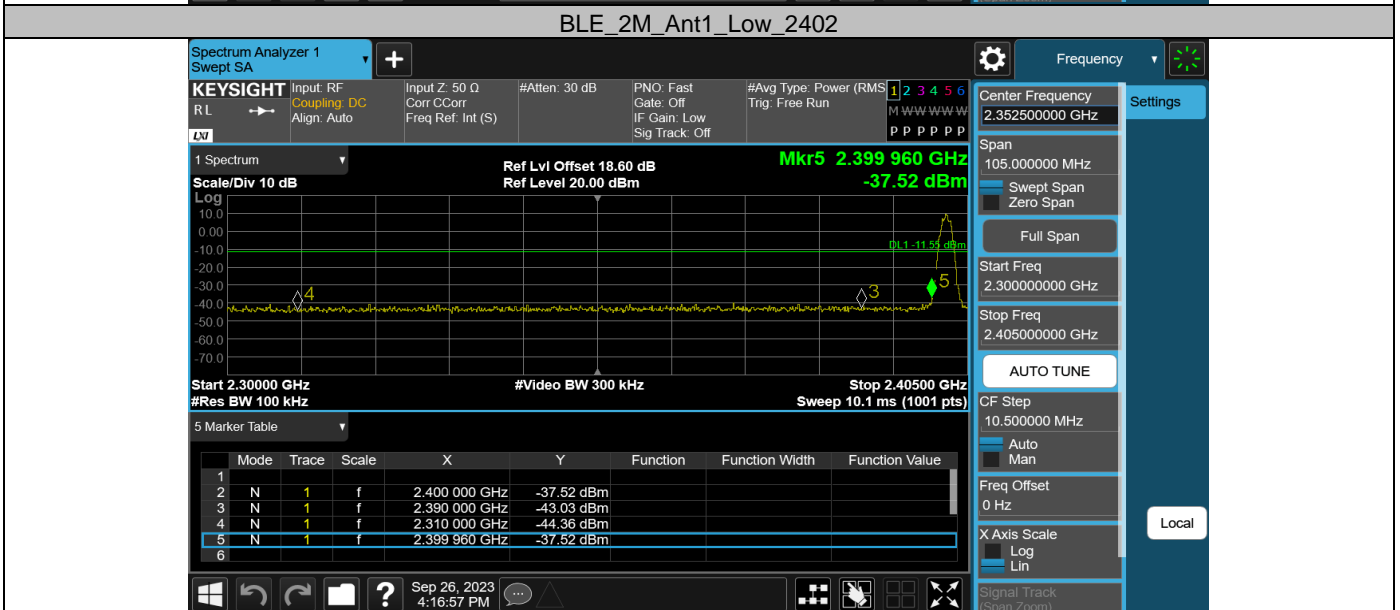 (Span Zoom)
BLE_2M_Ant1_Low_2402
Spectrum Analyzer 1
Swept SA
Frequency
KEYSIGHT
Input: RF
Input Z: 50 Ω
#Atten: 30 dB
PNO: Fast
#Avg Type: Power (RMS
1 2 3 4 5 6
R L
Coupling: DC
Corr CCorr
Gate: Off
Trig: Free Run
M W W W W W
Align: Auto
Freq Ref: Int (S)
IF Gain: Low
LXI
Sig Track: Off
P P P P P P
1 Spectrum
Ref Lvl Offset 18.60 dB
Mkr5 2.399 960 GHz
Scale/Div 10 dB
Ref Level 20.00 dBm
-37.52 dBm
Log
10.0
0.00
-10.0
-20.0
-30.0
-40.0
-50.0
-60.0
-70.0
DL1 -11.55 dBm
4
3
5
Start 2.30000 GHz
#Video BW 300 kHz
Stop 2.40500 GHz
#Res BW 100 kHz
Sweep 10.1 ms (1001 pts)
5 Marker Table
Mode Trace Scale X Y Function Function Width Function Value
1
2 N 1 f 2.400 000 GHz -37.52 dBm
3 N 1 f 2.390 000 GHz -43.03 dBm
4 N 1 f 2.310 000 GHz -44.36 dBm
5 N 1 f 2.399 960 GHz -37.52 dBm
6
Center Frequency
2.352500000 GHz
Settings
Span
105.000000 MHz
Swept Span
Zero Span
Full Span
Start Freq
2.300000000 GHz
Stop Freq
2.405000000 GHz
AUTO TUNE
CF Step
10.500000 MHz
Auto
Man
Freq Offset
0 Hz
X Axis Scale
Log
Lin
Local
Signal Track
(Span Zoom)
?
Sep 26, 2023
4:16:57 PM